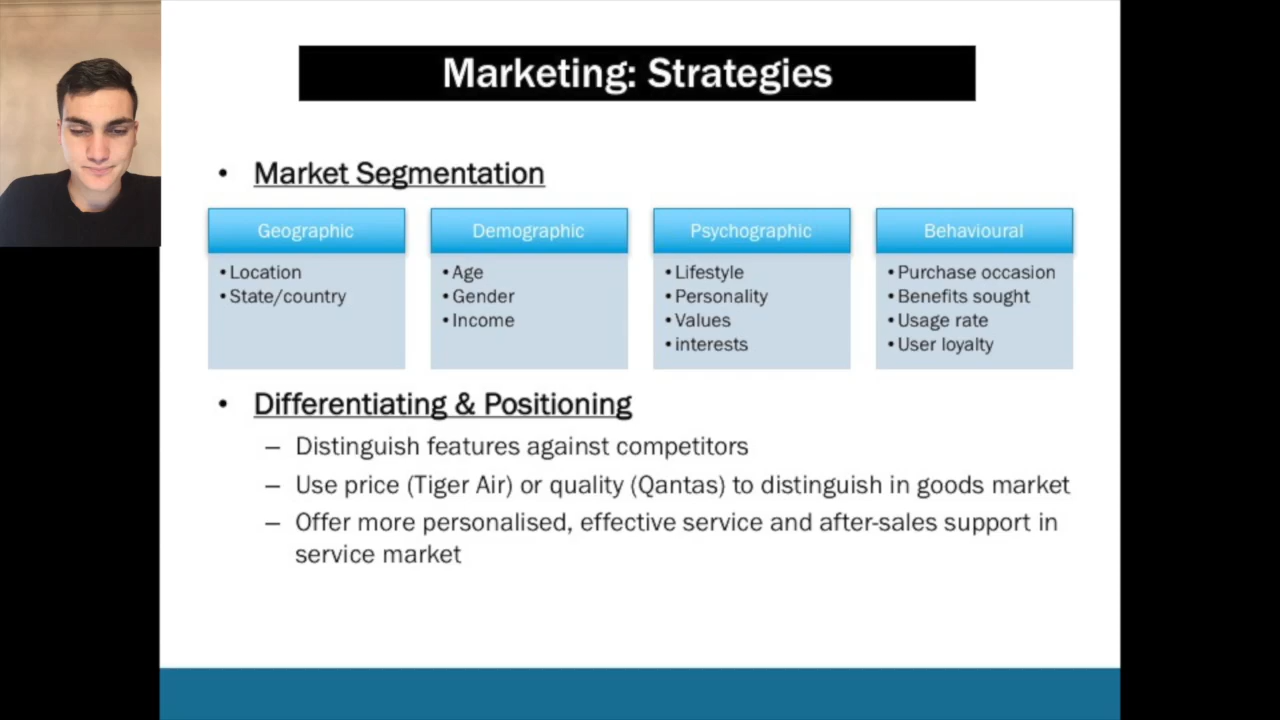 Marketing: Strategies
• Market Segmentation
Geographic
• Location
• State/country
Demographic
• Age
• Gender
• Income
Psychographic
• Lifestyle
• Personality
• Values
• interests
Behavioural
• Purchase occasion
• Benefits sought
• Usage rate
• User loyalty
• Differentiating & Positioning
– Distinguish features against competitors
– Use price (Tiger Air) or quality (Qantas) to distinguish in goods market
– Offer more personalised, effective service and after-sales support in
service market